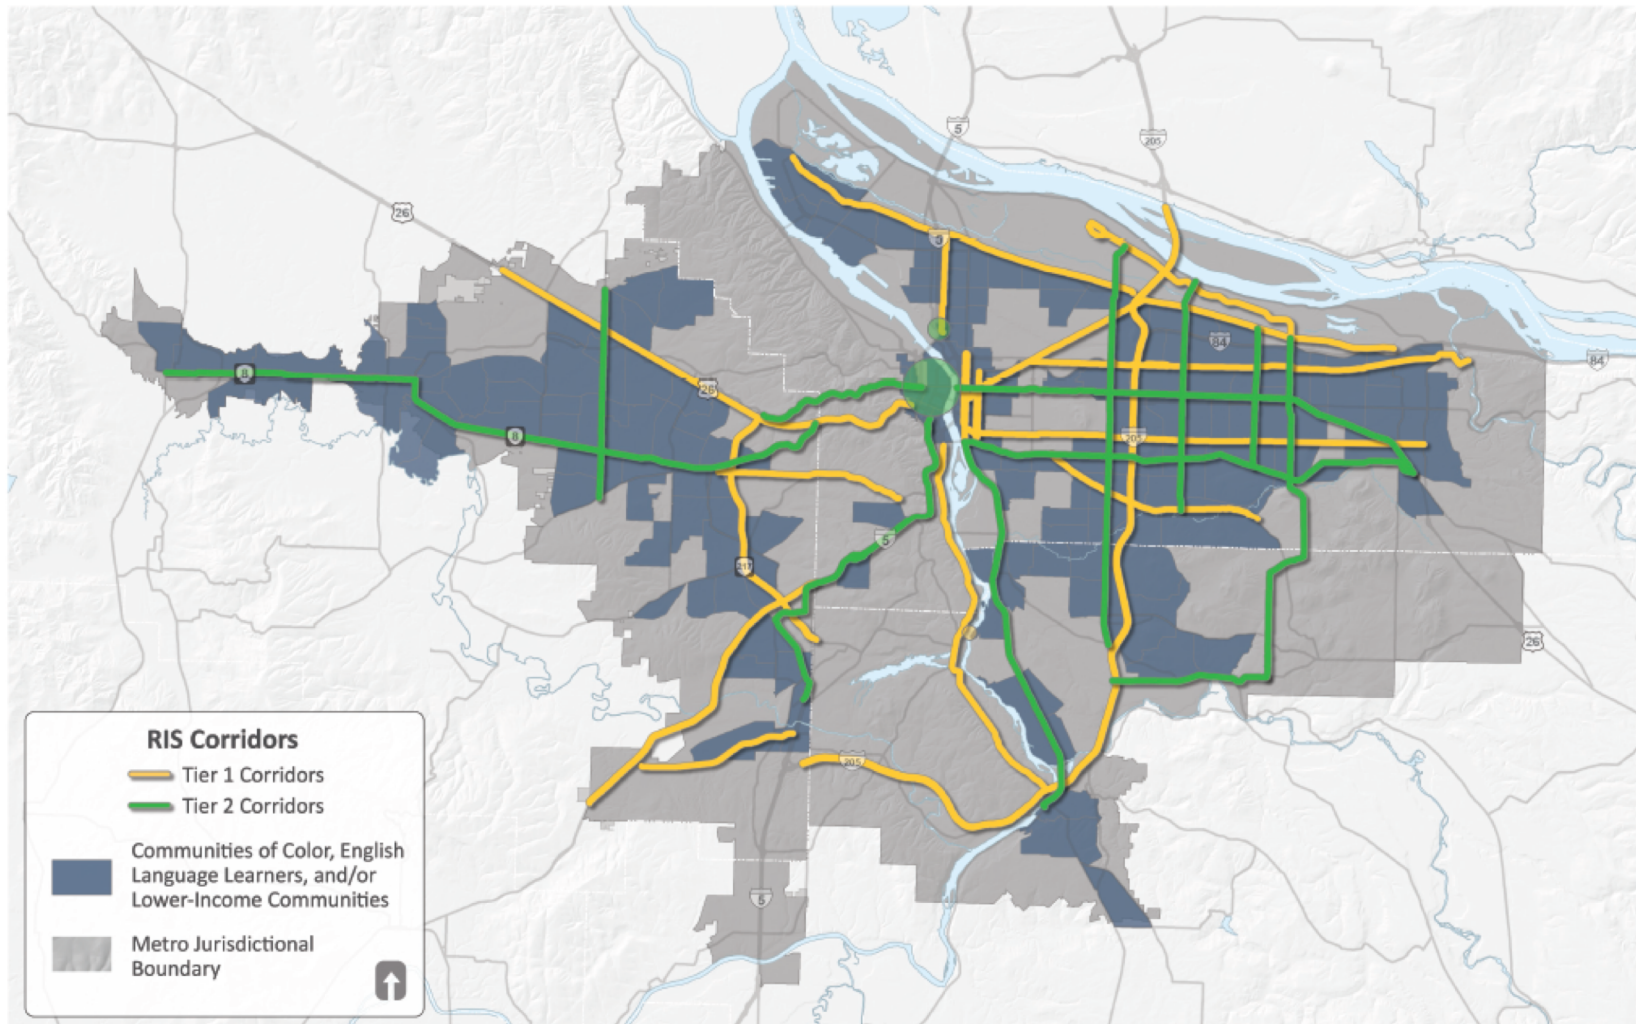 5
205
26
5
84
8
26
84
8
205
5
217
26
205
5
RIS Corridors
Tier 1 Corridors
Tier 2 Corridors
Communities of Color, English
Language Learners, and/or
Lower-Income Communities
Metro Jurisdictional
Boundary